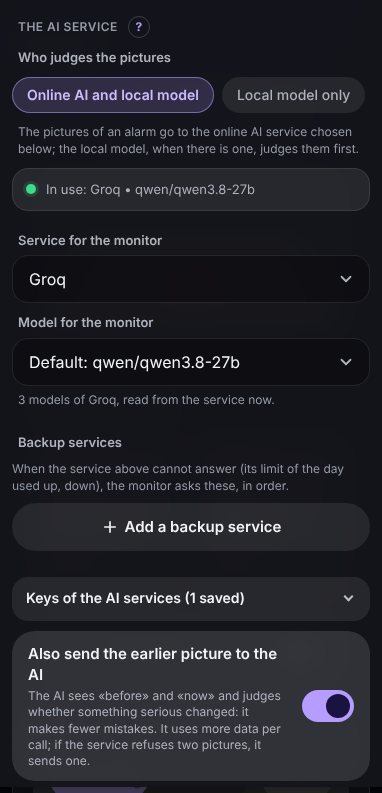 THE AI SERVICE ?
Who judges the pictures
Online AI and local model
Local model only
The pictures of an alarm go to the online AI service chosen
below; the local model, when there is one, judges them first.
In use: Groq • qwen/qwen3.8-27b
Service for the monitor
Groq
Model for the monitor
Default: qwen/qwen3.8-27b
3 models of Groq, read from the service now.
Backup services
When the service above cannot answer (its limit of the day
used up, down), the monitor asks these, in order.
+ Add a backup service
Keys of the AI services (1 saved)
Also send the earlier picture to the
AI
The AI sees «before» and «now» and judges
whether something serious changed: it
makes fewer mistakes. It uses more data per
call; if the service refuses two pictures, it
sends one.